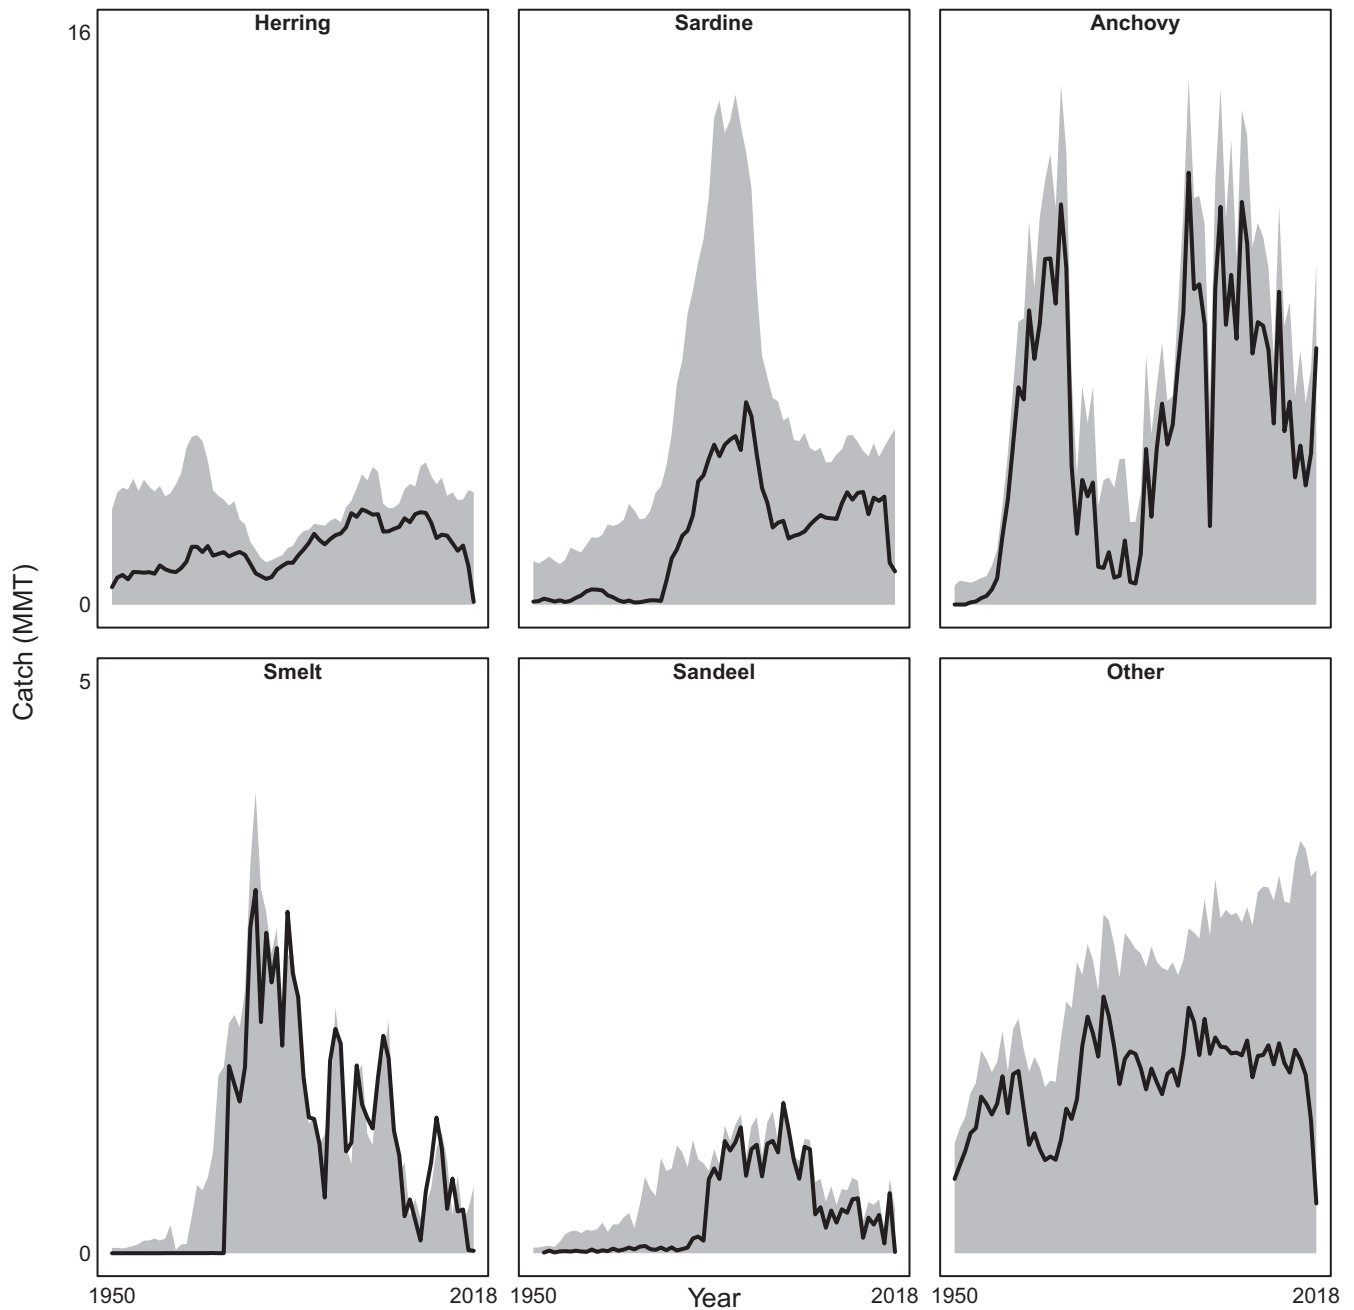 Herring
Sardine
Anchovy
16
0
Catch (MMT)
Smelt
Sandeel
Other
5
0
1950
2018
1950
Year
2018
1950
2018